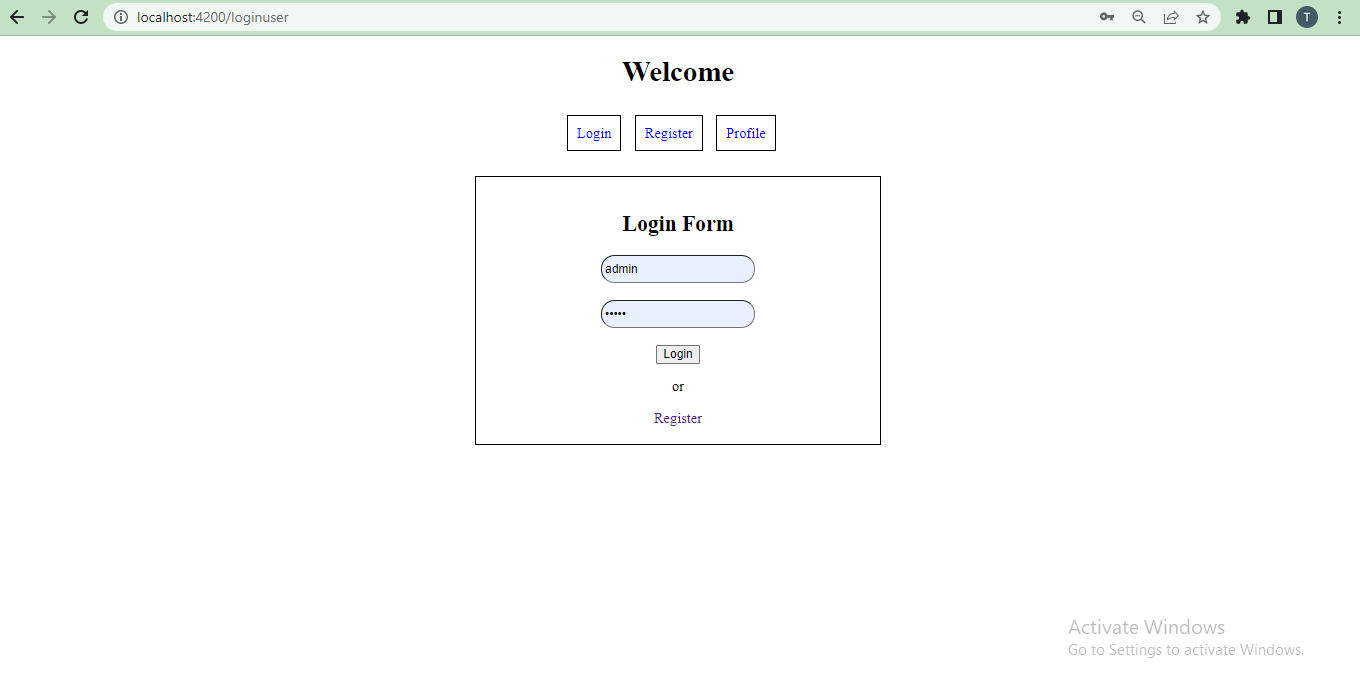 localhost:4200/loginuser
T
Welcome
Login Register Profile
Login Form
admin
•••••
Login
or
Register
Activate Windows
Go to Settings to activate Windows.